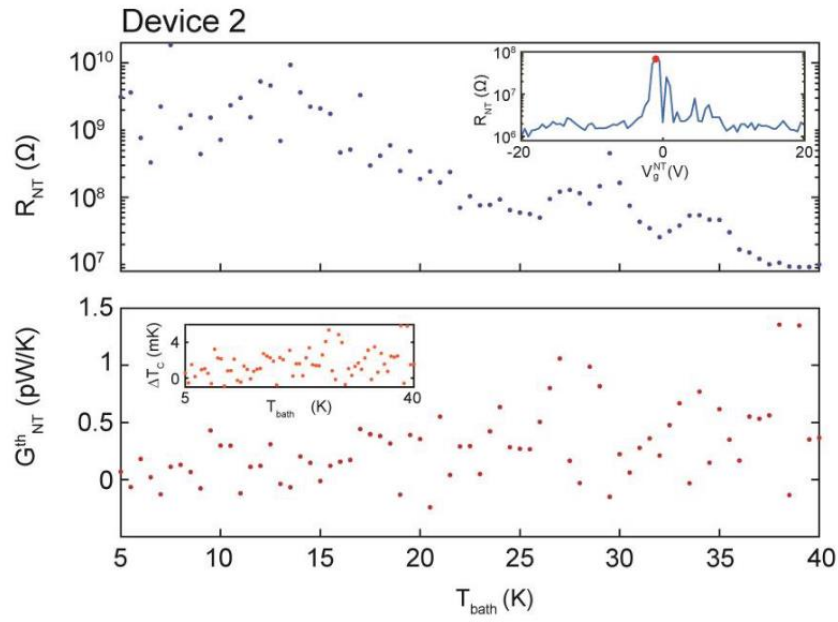 Device 2
R_NT (Ω)
10^10
10^9
10^8
10^7
R_NT (Ω)
10^8
10^7
10^6
-20 0 20
V_g^NT (V)
G^th_NT (pW/K)
1.5
1
0.5
0
ΔT_C (mK)
4
0
5 40
T_bath (K)
5 10 15 20 25 30 35 40
T_bath (K)